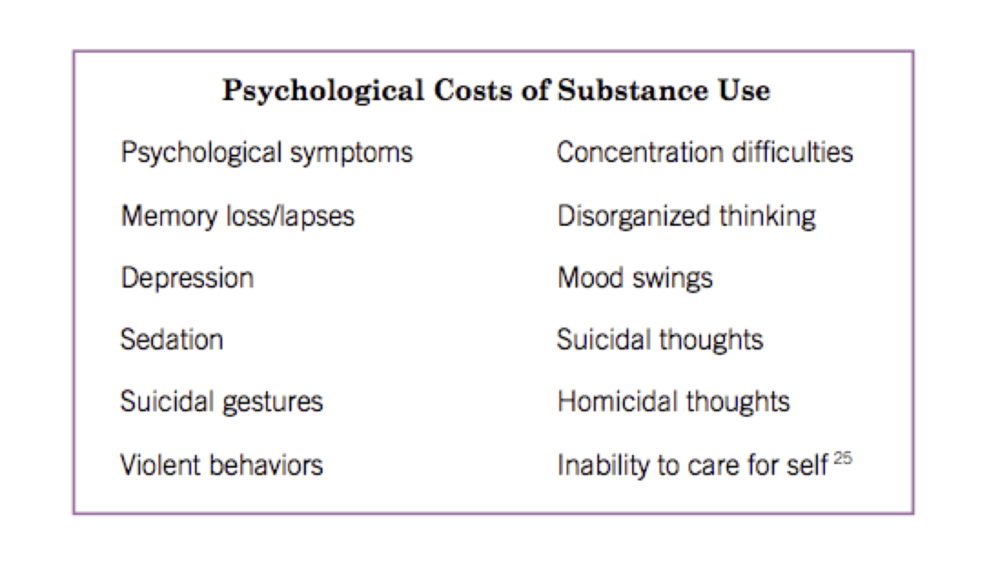 Psychological Costs of Substance Use
Psychological symptoms
Concentration difficulties
Memory loss/lapses
Disorganized thinking
Depression
Mood swings
Sedation
Suicidal thoughts
Suicidal gestures
Homicidal thoughts
Violent behaviors
Inability to care for self 25